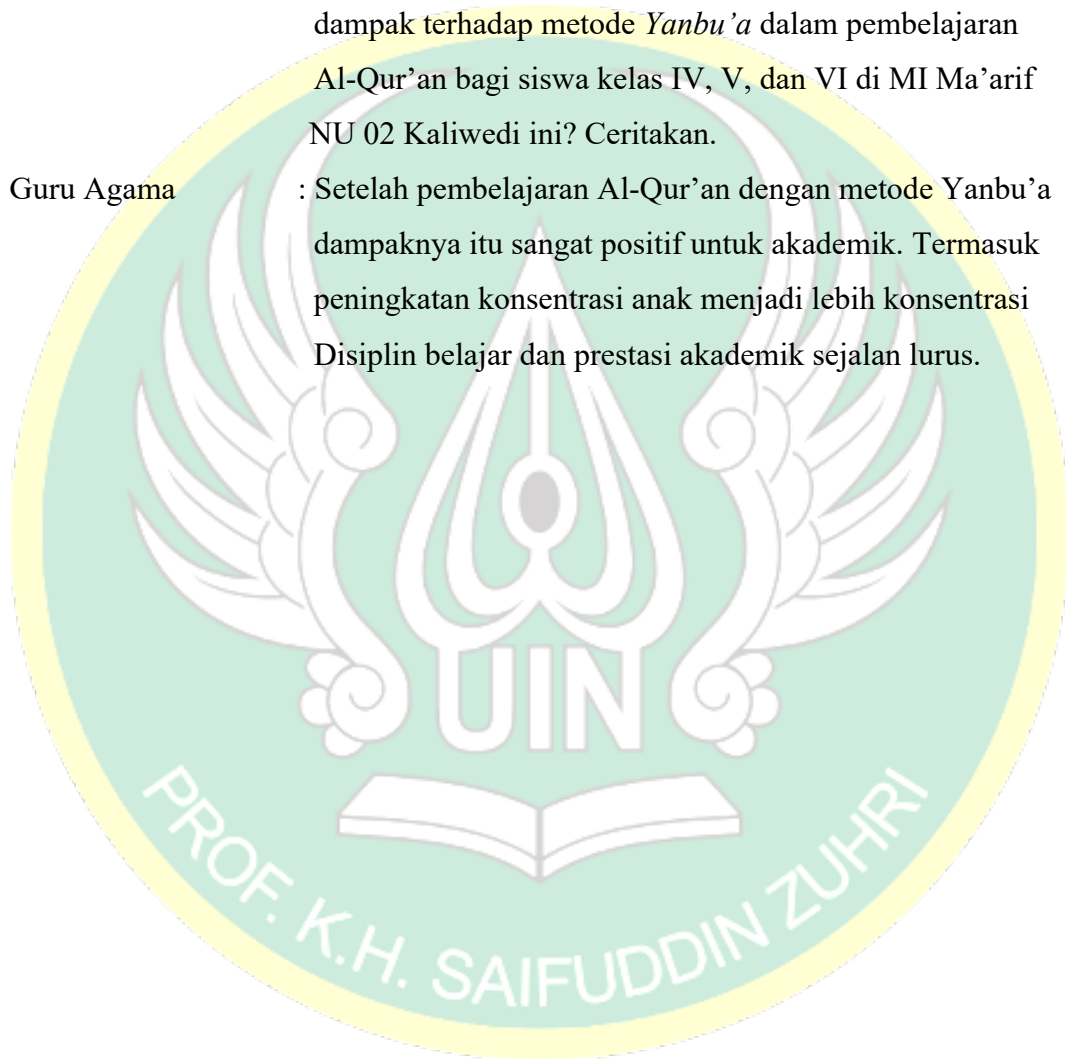 dampak terhadap metode Yanbu’a dalam pembelajaran
Al-Qur’an bagi siswa kelas IV, V, dan VI di MI Ma’arif
NU 02 Kaliwedi ini? Ceritakan.
Guru Agama : Setelah pembelajaran Al-Qur’an dengan metode Yanbu’a
dampaknya itu sangat positif untuk akademik. Termasuk
peningkatan konsentrasi anak menjadi lebih konsentrasi
Disiplin belajar dan prestasi akademik sejalan lurus.
UIN
PROF. K.H. SAIFUDDIN ZUHRI